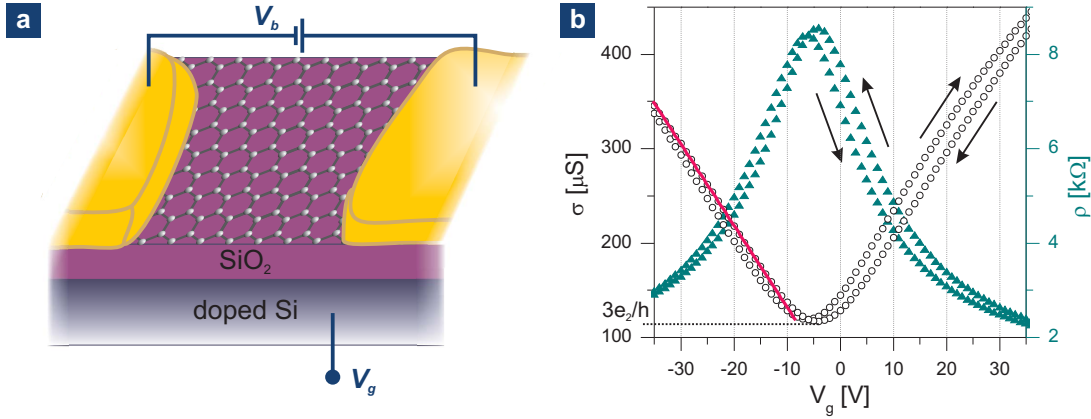 a
V_b
SiO₂
doped Si
V_g
b
σ [µS]
400
300
200
3e₂/h
100
-30 -20 -10 0 10 20 30
V_g [V]
8
6
4
2
ρ [kΩ]